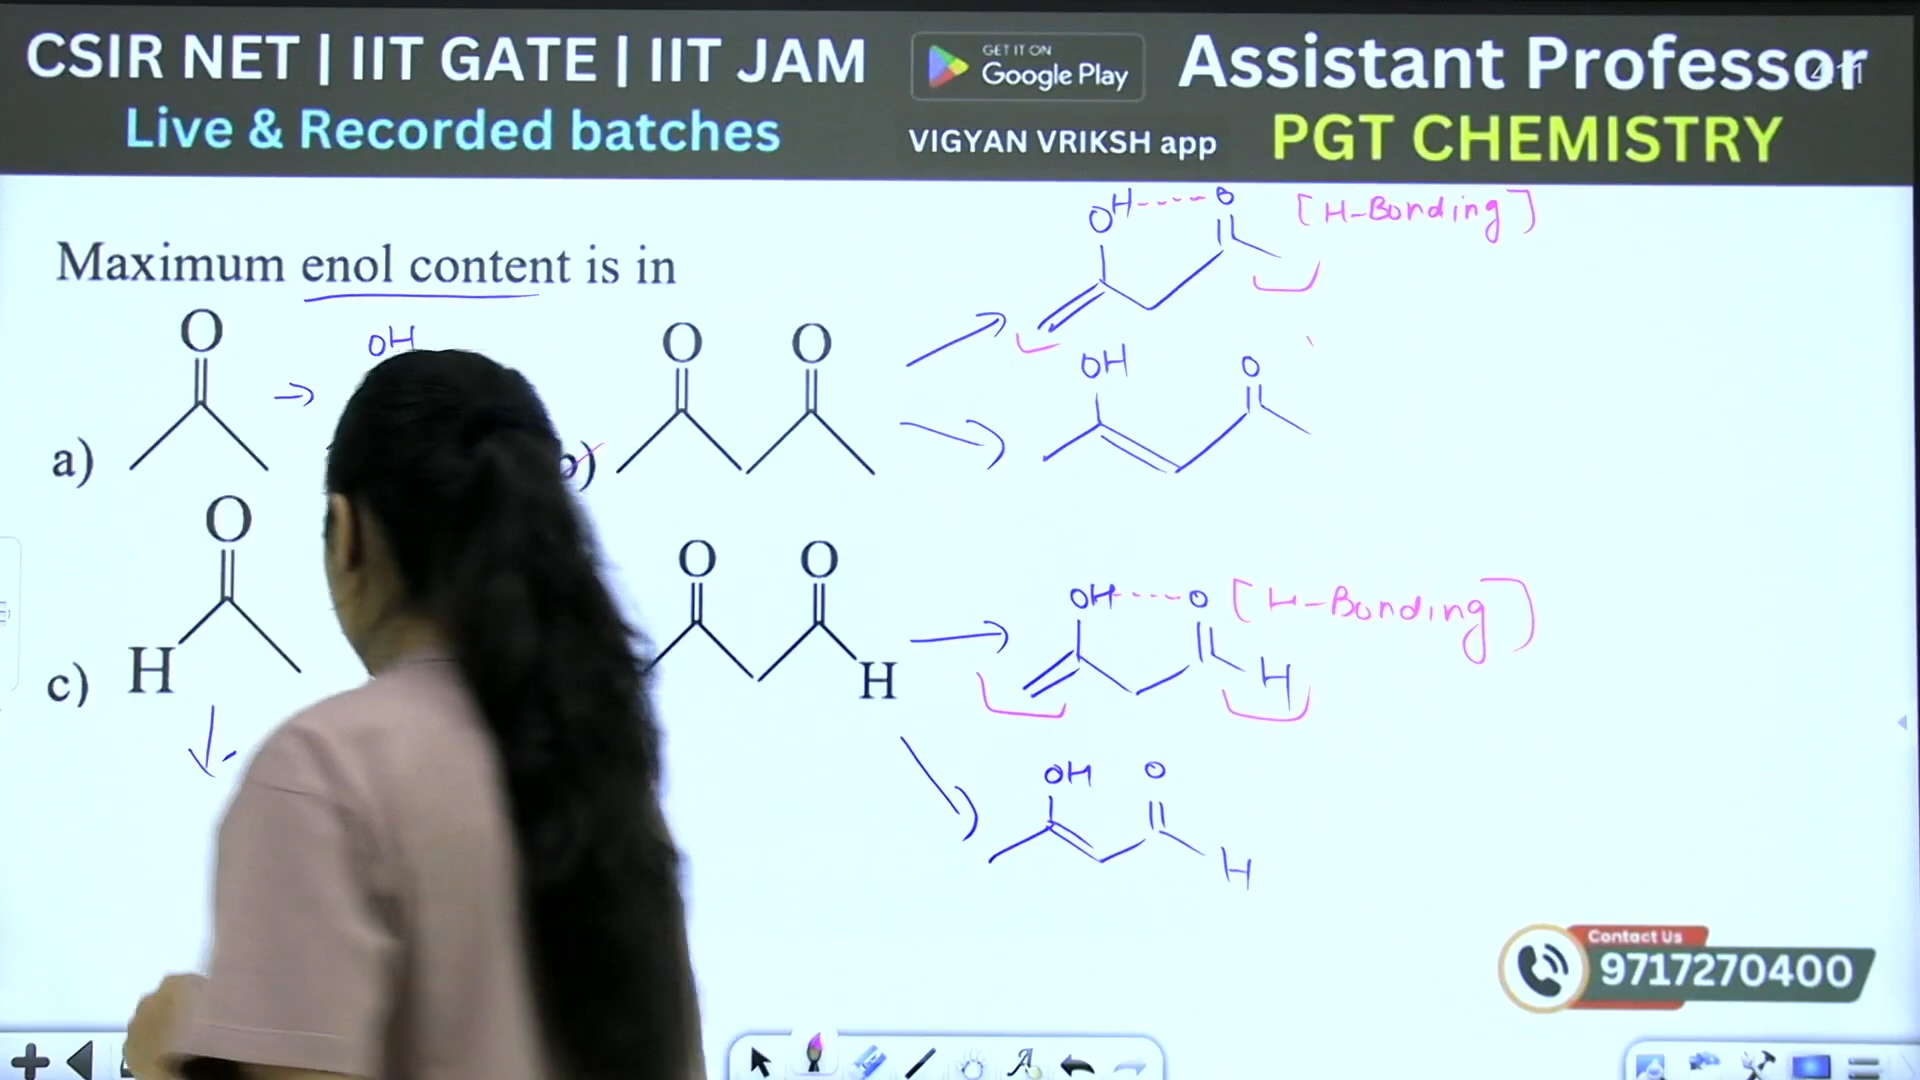 CSIR NET | IIT GATE | IIT JAM
Live & Recorded batches
GET IT ON
Google Play
VIGYAN VRIKSH app
Assistant Professor
PGT CHEMISTRY
Maximum enol content is in
OH O [H-Bonding]
O OH
a)
O O
b)
OH O
O
c) H
O O H
OH O H [H-Bonding]
OH O H
Contact Us
9717270400